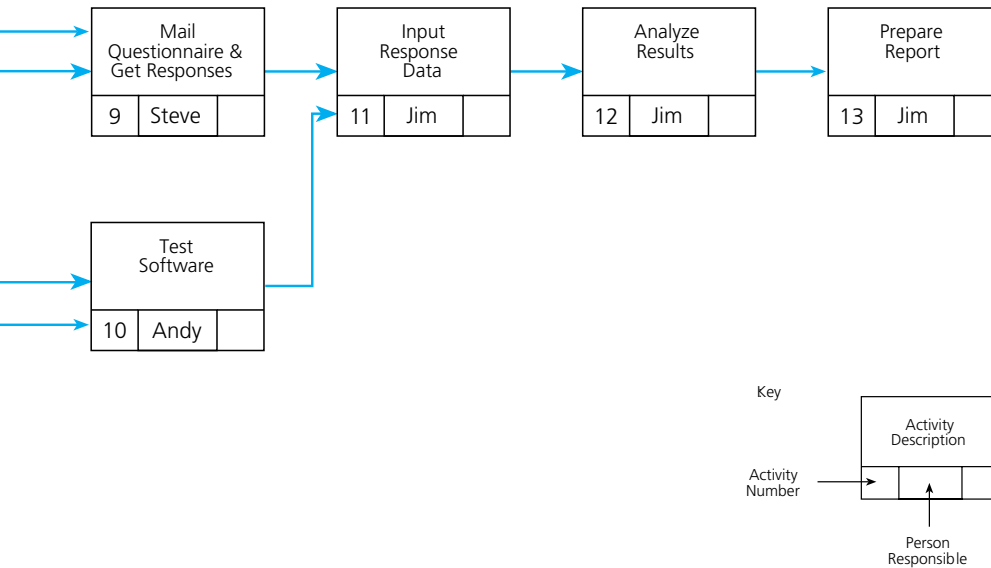 Mail
Questionnaire &
Get Responses
9 Steve
Input
Response
Data
11 Jim
Analyze
Results
12 Jim
Prepare
Report
13 Jim
Test
Software
10 Andy
Key
Activity
Description
Activity
Number
Person
Responsible